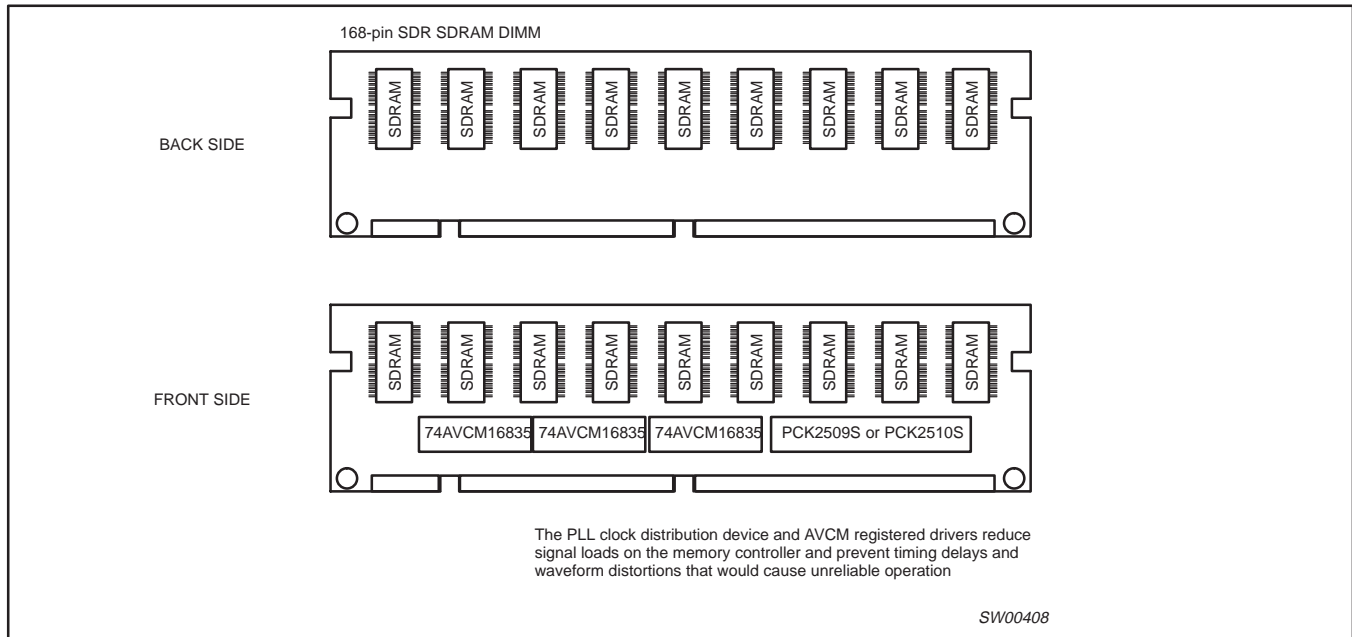 168-pin SDR SDRAM DIMM
SDRAM SDRAM SDRAM SDRAM SDRAM SDRAM SDRAM SDRAM SDRAM
BACK SIDE
SDRAM SDRAM SDRAM SDRAM SDRAM SDRAM SDRAM SDRAM SDRAM
FRONT SIDE
74AVCM16835 74AVCM16835 74AVCM16835 PCK2509S or PCK2510S
The PLL clock distribution device and AVCM registered drivers reduce
signal loads on the memory controller and prevent timing delays and
waveform distortions that would cause unreliable operation
SW00408